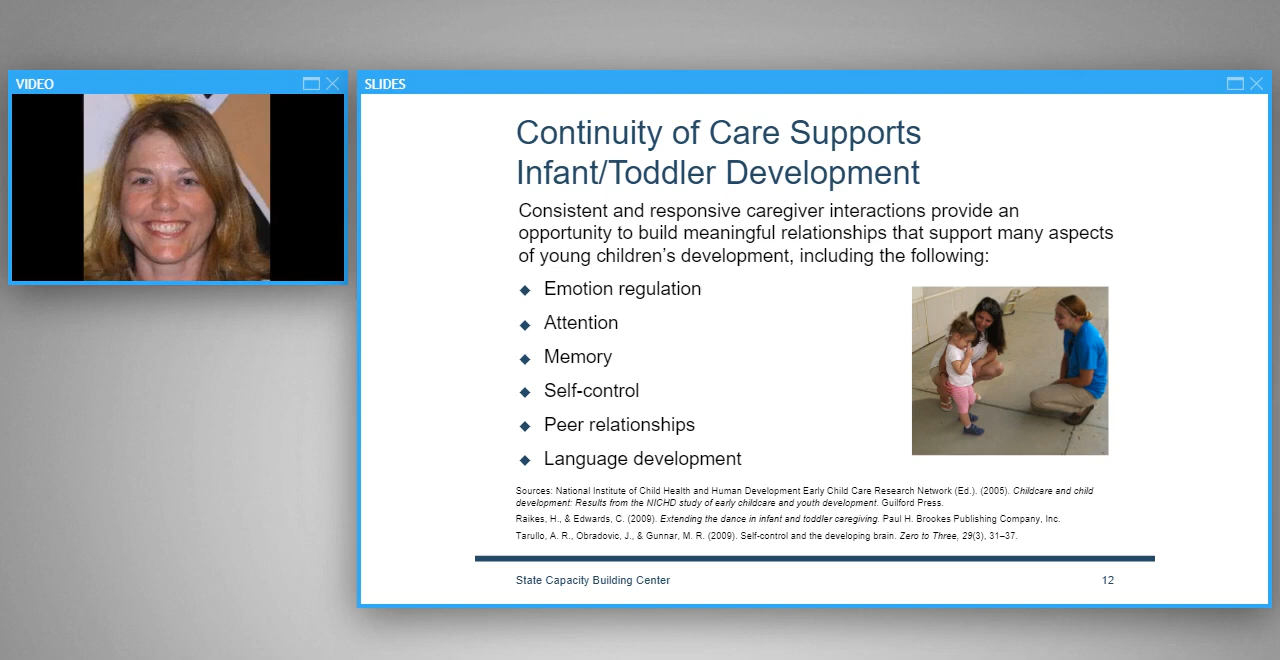 VIDEO
SLIDES
Continuity of Care Supports
Infant/Toddler Development
Consistent and responsive caregiver interactions provide an
opportunity to build meaningful relationships that support many aspects
of young children’s development, including the following:
Emotion regulation
Attention
Memory
Self-control
Peer relationships
Language development
Sources: National Institute of Child Health and Human Development Early Child Care Research Network (Ed.). (2005). Childcare and child
development: Results from the NICHD study of early childcare and youth development. Guilford Press.
Raikes, H., & Edwards, C. (2009). Extending the dance in infant and toddler caregiving. Paul H. Brookes Publishing Company, Inc.
Tarullo, A. R., Obradovic, J., & Gunnar, M. R. (2009). Self-control and the developing brain. Zero to Three, 29(3), 31–37.
State Capacity Building Center
12